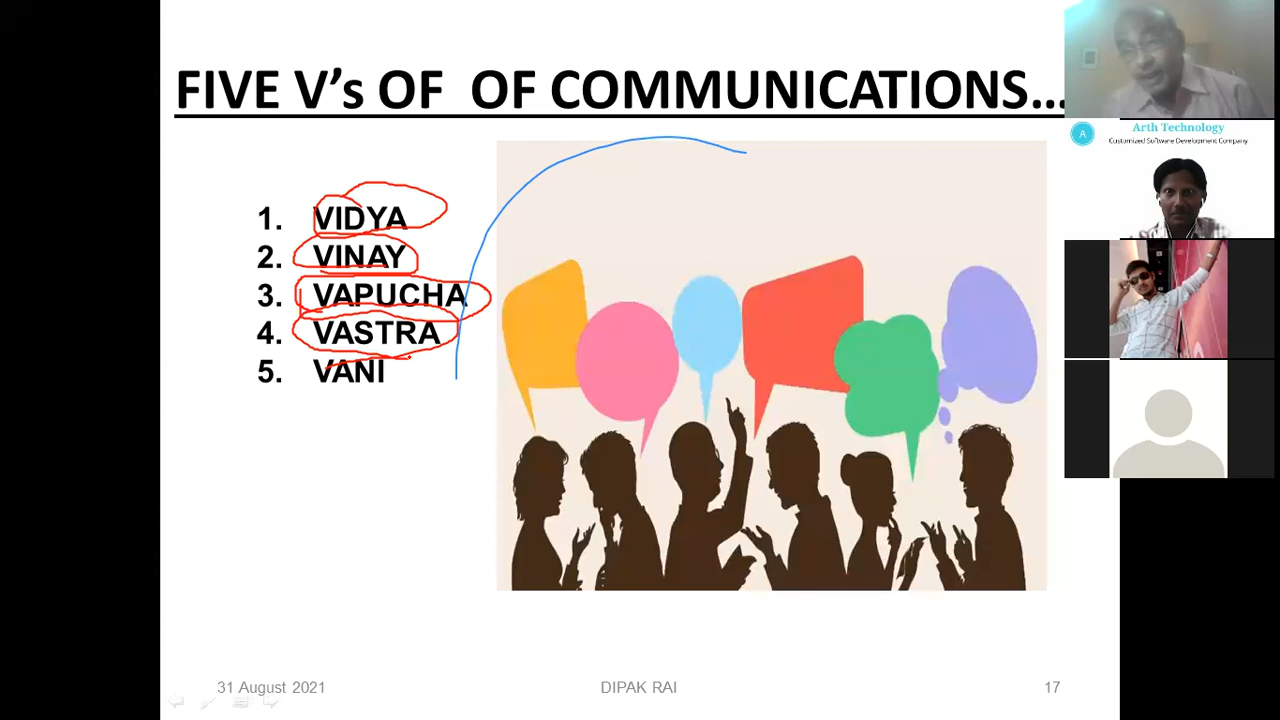 FIVE V's OF OF COMMUNICATIONS...
1. VIDYA
2. VINAY
3. VAPUCHA
4. VASTRA
5. VANI
31 August 2021
DIPAK RAI
17
A
Arth Technology
Customized Software Development Company